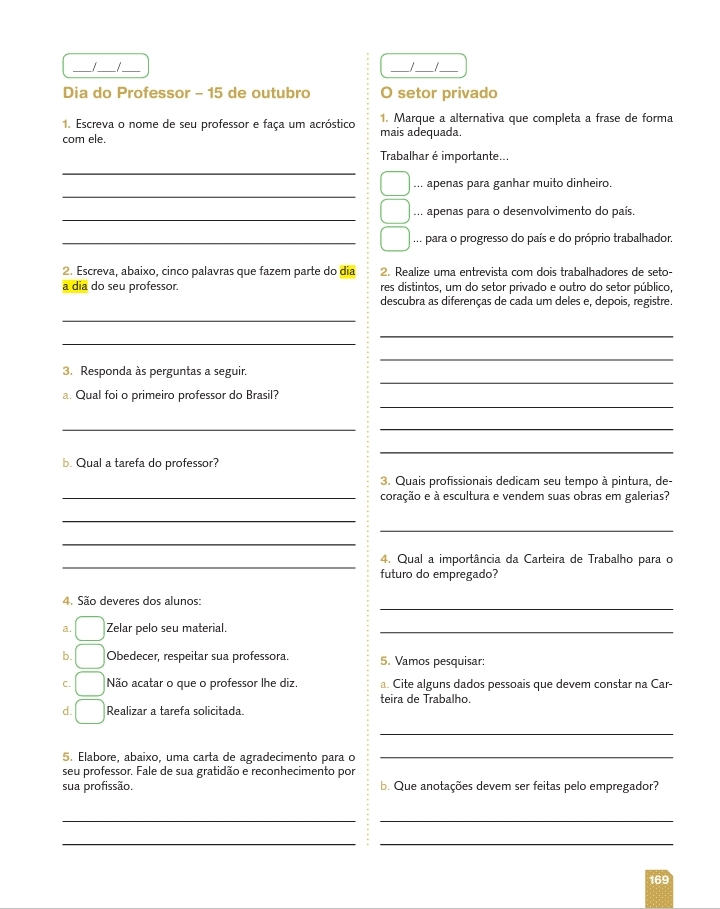 ___/___/___
Dia do Professor – 15 de outubro
1. Escreva o nome de seu professor e faça um acróstico
com ele.
2. Escreva, abaixo, cinco palavras que fazem parte do dia
a dia do seu professor.
3. Responda às perguntas a seguir.
a. Qual foi o primeiro professor do Brasil?
b. Qual a tarefa do professor?
4. São deveres dos alunos:
a. Zelar pelo seu material.
b. Obedecer, respeitar sua professora.
c. Não acatar o que o professor lhe diz.
d. Realizar a tarefa solicitada.
5. Elabore, abaixo, uma carta de agradecimento para o
seu professor. Fale de sua gratidão e reconhecimento por
sua profissão.
___/___/___
O setor privado
1. Marque a alternativa que completa a frase de forma
mais adequada.
Trabalhar é importante...
... apenas para ganhar muito dinheiro.
... apenas para o desenvolvimento do país.
... para o progresso do país e do próprio trabalhador.
2. Realize uma entrevista com dois trabalhadores de seto-
res distintos, um do setor privado e outro do setor público,
descubra as diferenças de cada um deles e, depois, registre.
3. Quais profissionais dedicam seu tempo à pintura, de-
coração e à escultura e vendem suas obras em galerias?
4. Qual a importância da Carteira de Trabalho para o
futuro do empregado?
5. Vamos pesquisar:
a. Cite alguns dados pessoais que devem constar na Car-
teira de Trabalho.
b. Que anotações devem ser feitas pelo empregador?
169